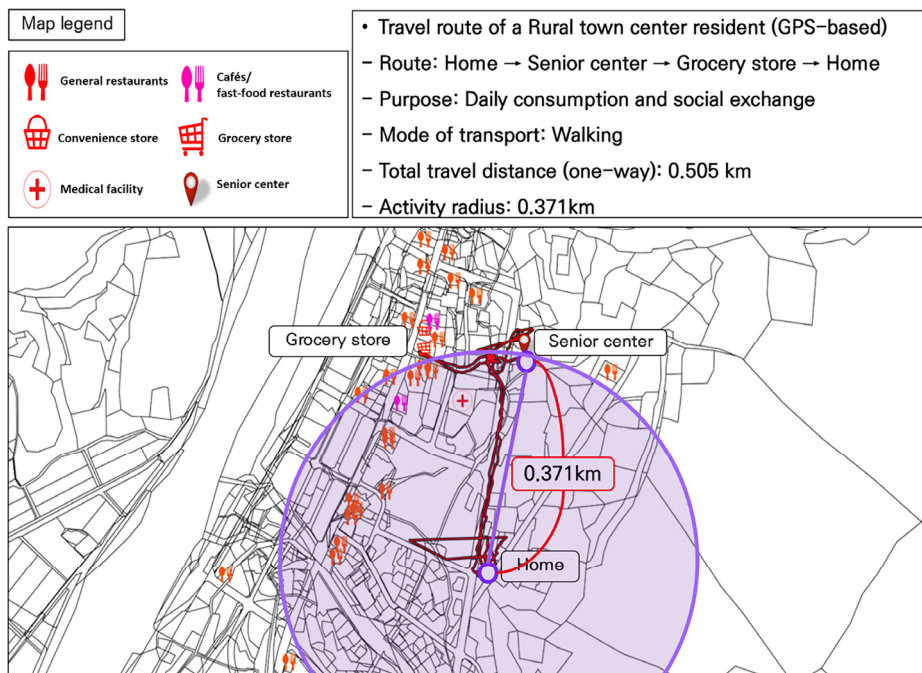 Map legend
General restaurants
Cafés/
fast-food restaurants
Convenience store
Grocery store
Medical facility
Senior center
• Travel route of a Rural town center resident (GPS-based)
– Route: Home → Senior center → Grocery store → Home
– Purpose: Daily consumption and social exchange
– Mode of transport: Walking
– Total travel distance (one-way): 0.505 km
– Activity radius: 0.371km
Grocery store
Senior center
0.371km
Home